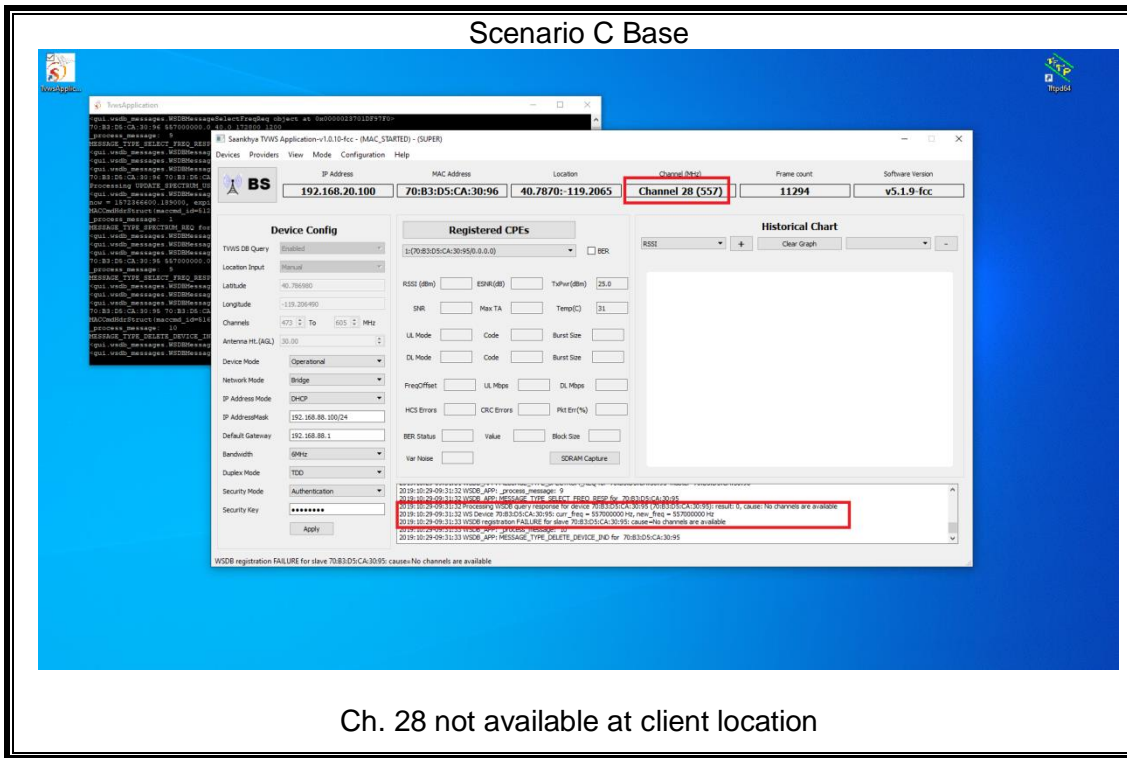 Scenario C Base
TvwsApplic...
Tftpd64
TvwsApplication
70:B3:D5:CA:30:96 557000000.0 40.0 172800 1200
_process_message: 9
MESSAGE_TYPE_SELECT_FREQ_RESP
_process_message: 1
MESSAGE_TYPE_SPECTRUM_REQ for
MESSAGE_TYPE_SELECT_FREQ_RESP
_process_message: 10
MESSAGE_TYPE_DELETE_DEVICE_IN
Saankhya TVWS Application-v1.0.10-fcc - (MAC_STARTED) - (SUPER)
Devices Providers View Mode Configuration Help
BS
IP Address MAC Address Location Channel (MHz) Frame count Software Version
192.168.20.100 70:B3:D5:CA:30:96 40.7870:-119.2065 Channel 28 (557) 11294 v5.1.9-fcc
Device Config
TVWS DB Query Enabled
Location Input Manual
Latitude 40.786980
Longitude -119.206490
Channels 473 To 605 MHz
Antenna Ht.(AGL) 30.00
Device Mode Operational
Network Mode Bridge
IP Address Mode DHCP
IP AddressMask 192.168.88.100/24
Default Gateway 192.168.88.1
Bandwidth 6MHz
Duplex Mode TDD
Security Mode Authentication
Security Key ●●●●●●●●
Apply
Registered CPEs
1:(70:B3:D5:CA:30:95/0.0.0.0) BER
RSSI (dBm) ESNR(dB) TxPwr(dBm) 25.0
SNR Max TA Temp(C) 31
UL Mode Code Burst Size
DL Mode Code Burst Size
FreqOffset UL Mbps DL Mbps
HCS Errors CRC Errors Pkt Err(%)
BER Status Value Block Size
Var Noise SDRAM Capture
Historical Chart
RSSI + Clear Graph -
2019:10:29-09:31:32 WSDB_APP: _process_message: 9
2019:10:29-09:31:32 WSDB_APP: MESSAGE_TYPE_SELECT_FREQ_RESP for 70:B3:D5:CA:30:95
2019:10:29-09:31:32 Processing WSDB query response for device 70:B3:D5:CA:30:95 (70:B3:D5:CA:30:95): result: 0, cause: No channels are available
2019:10:29-09:31:32 WS Device 70:B3:D5:CA:30:95: curr_freq = 557000000 Hz, new_freq = 557000000 Hz
2019:10:29-09:31:33 WSDB registration FAILURE for slave 70:B3:D5:CA:30:95: cause=No channels are available
2019:10:29-09:31:33 WSDB_APP: _process_message: 10
2019:10:29-09:31:33 WSDB_APP: MESSAGE_TYPE_DELETE_DEVICE_IND for 70:B3:D5:CA:30:95
WSDB registration FAILURE for slave 70:B3:D5:CA:30:95: cause=No channels are available
Ch. 28 not available at client location